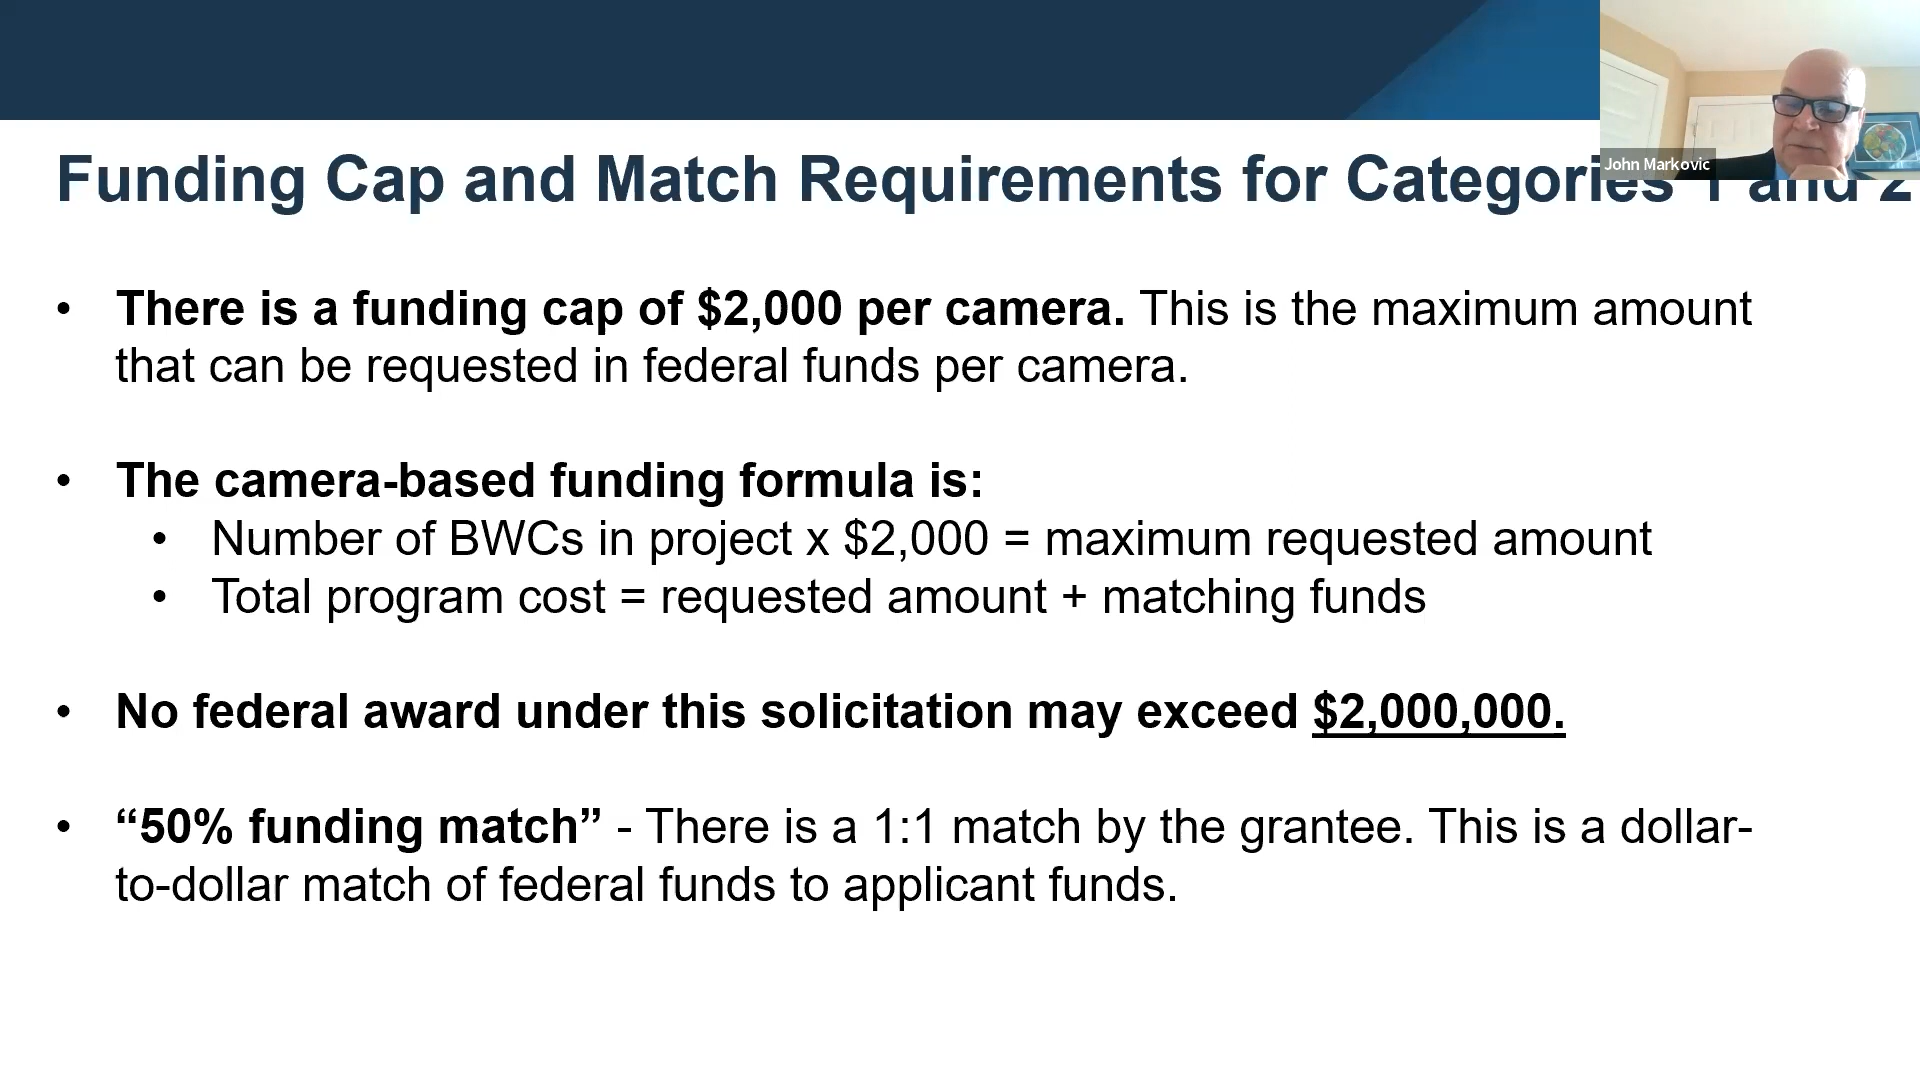 John Markovic
Funding Cap and Match Requirements for Categories 1 and 2
• There is a funding cap of $2,000 per camera. This is the maximum amount
that can be requested in federal funds per camera.
• The camera-based funding formula is:
• Number of BWCs in project x $2,000 = maximum requested amount
• Total program cost = requested amount + matching funds
• No federal award under this solicitation may exceed $2,000,000.
• “50% funding match” - There is a 1:1 match by the grantee. This is a dollar-
to-dollar match of federal funds to applicant funds.